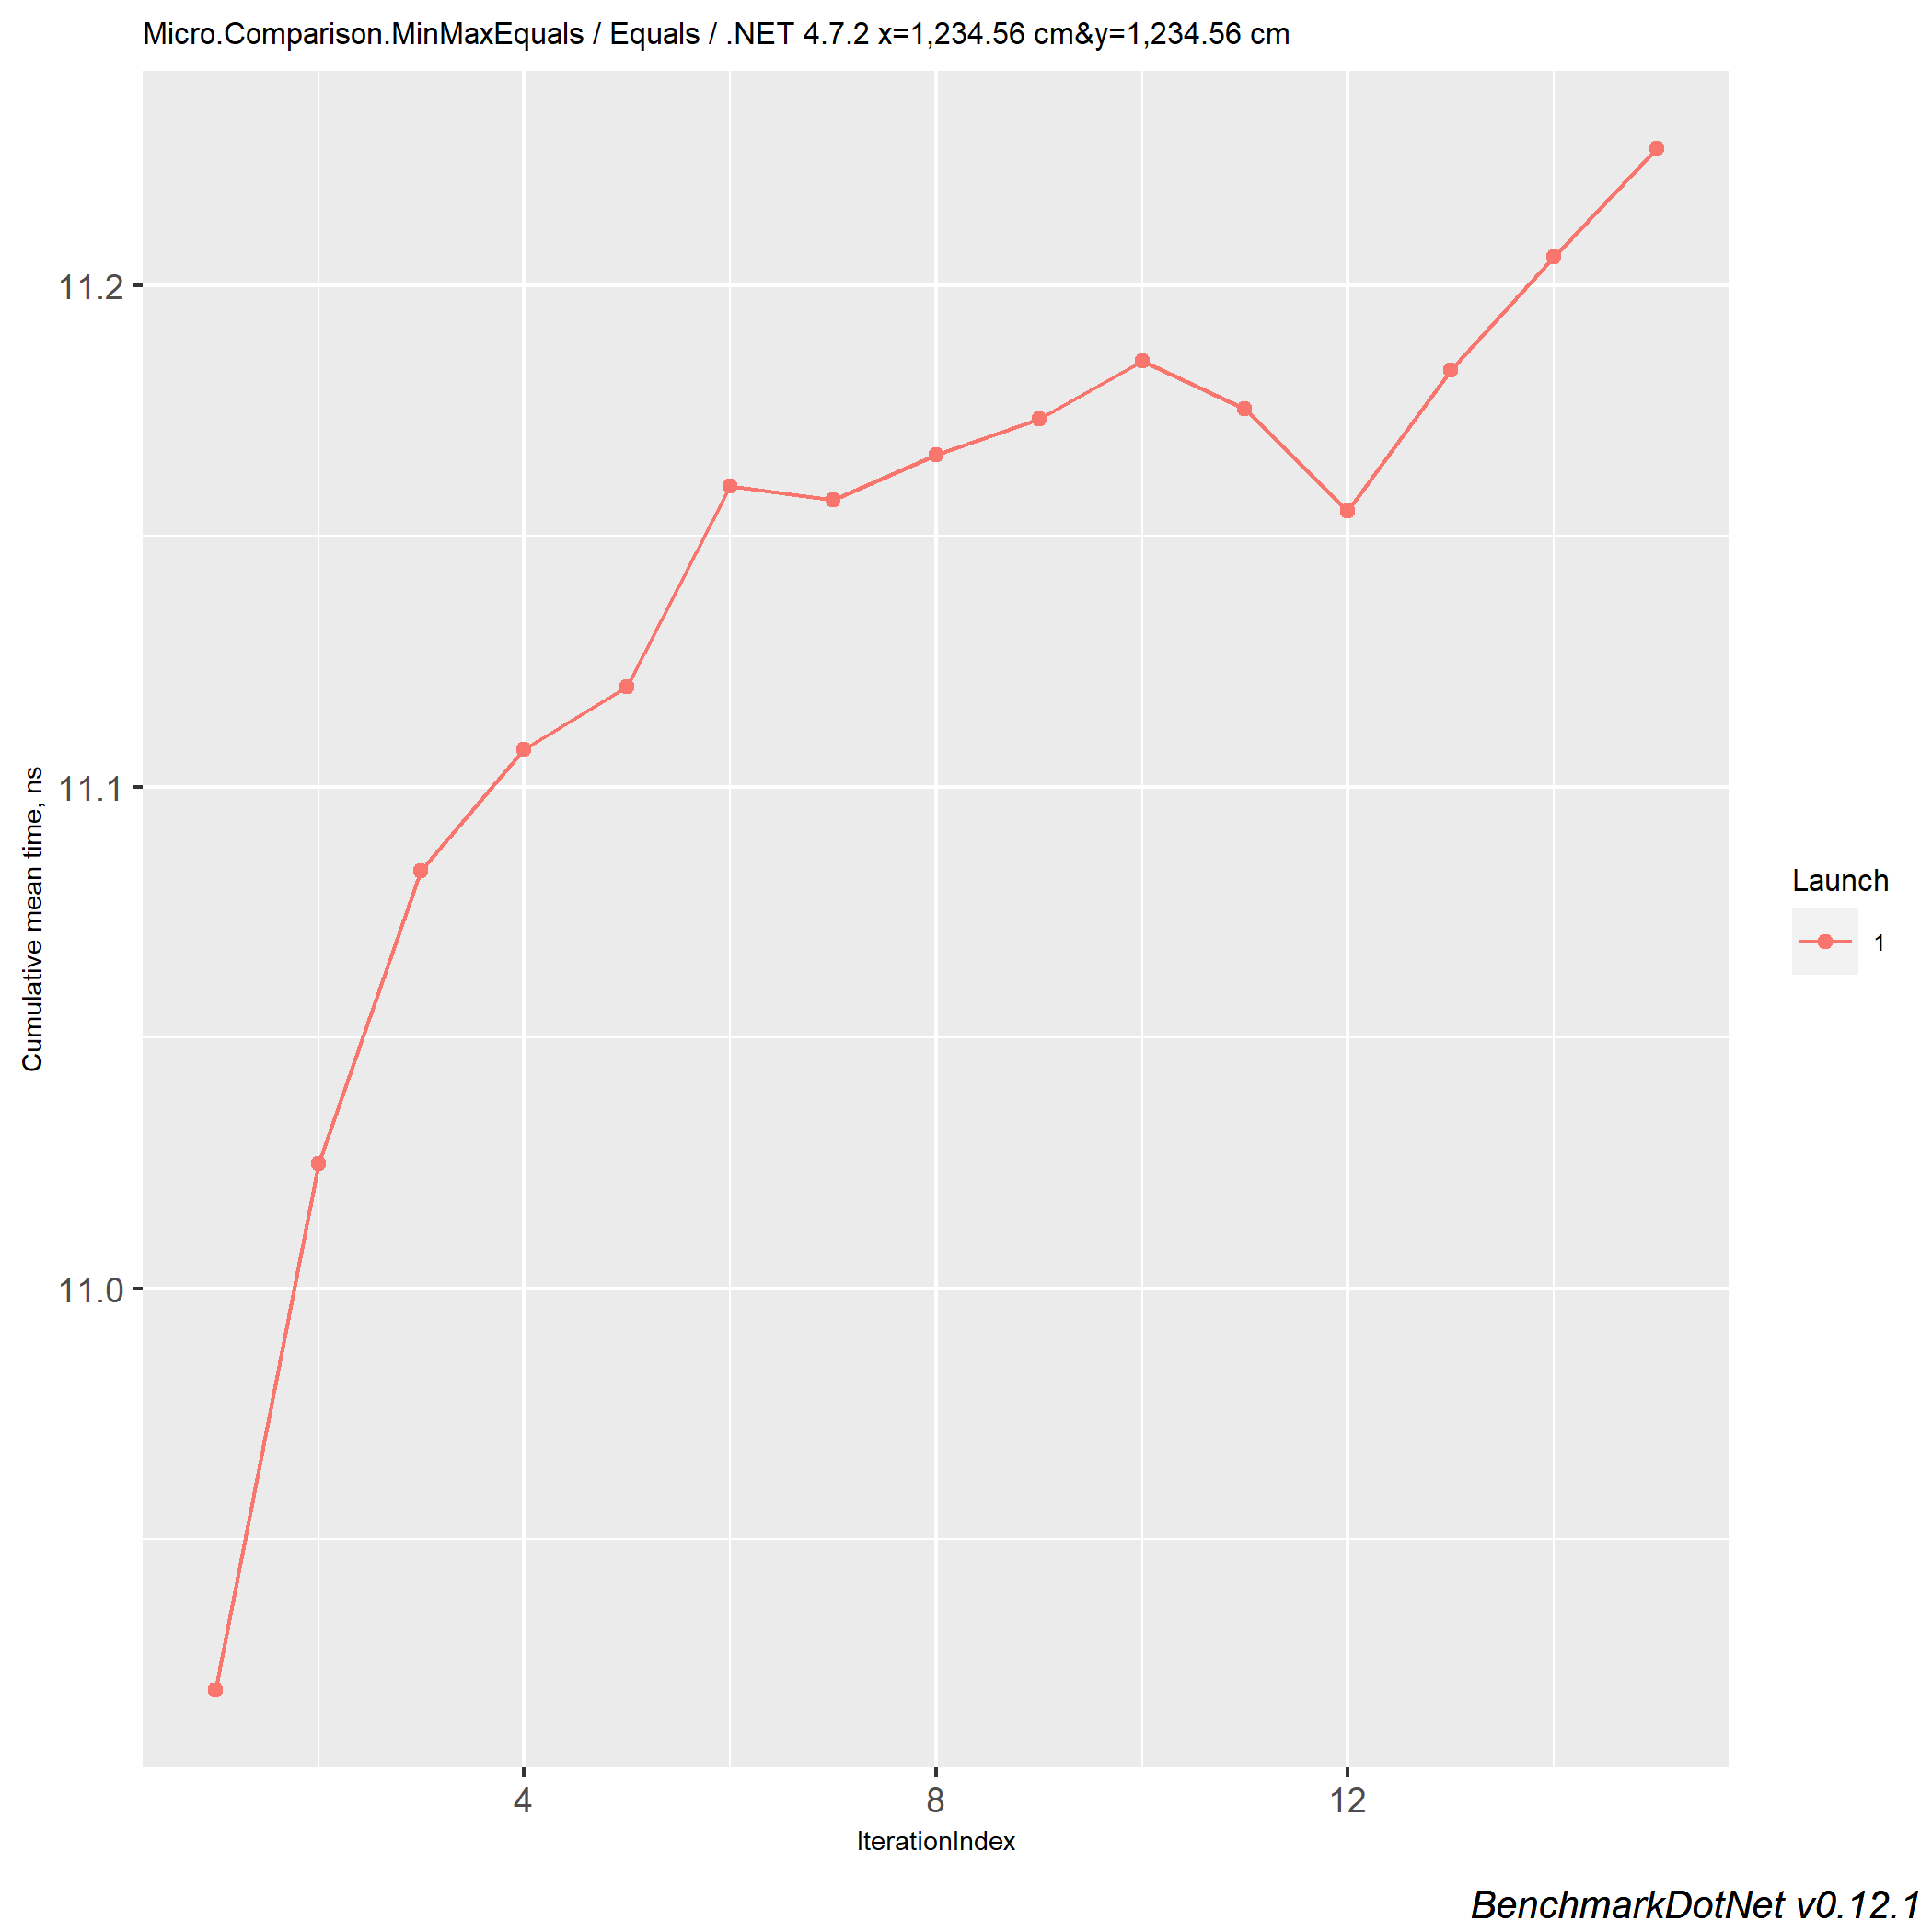 Micro.Comparison.MinMaxEquals / Equals / .NET 4.7.2 x=1,234.56 cm&y=1,234.56 cm
11.2
11.1
11.0
Cumulative mean time, ns
4
8
12
IterationIndex
Launch
1
BenchmarkDotNet v0.12.1